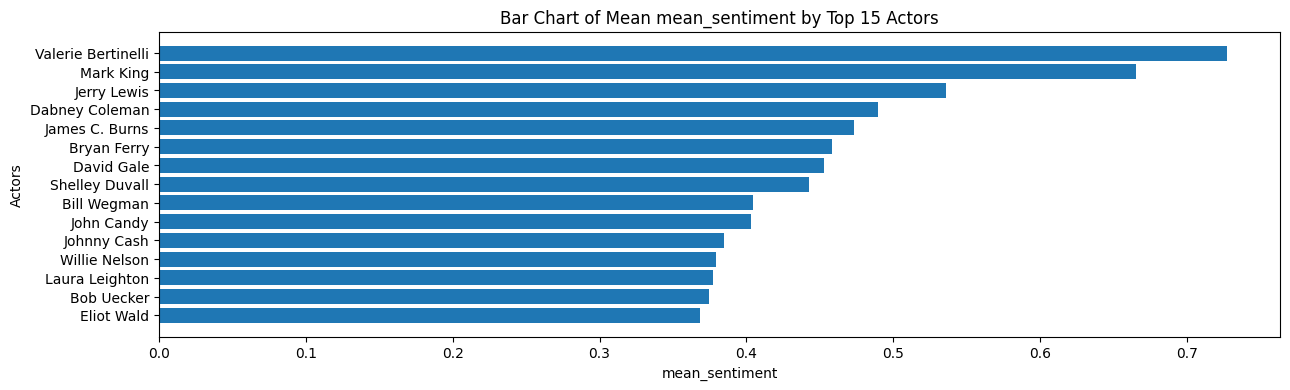 Bar Chart of Mean mean_sentiment by Top 15 Actors
Actors
Valerie Bertinelli
Mark King
Jerry Lewis
Dabney Coleman
James C. Burns
Bryan Ferry
David Gale
Shelley Duvall
Bill Wegman
John Candy
Johnny Cash
Willie Nelson
Laura Leighton
Bob Uecker
Eliot Wald
0.0 0.1 0.2 0.3 0.4 0.5 0.6 0.7
mean_sentiment